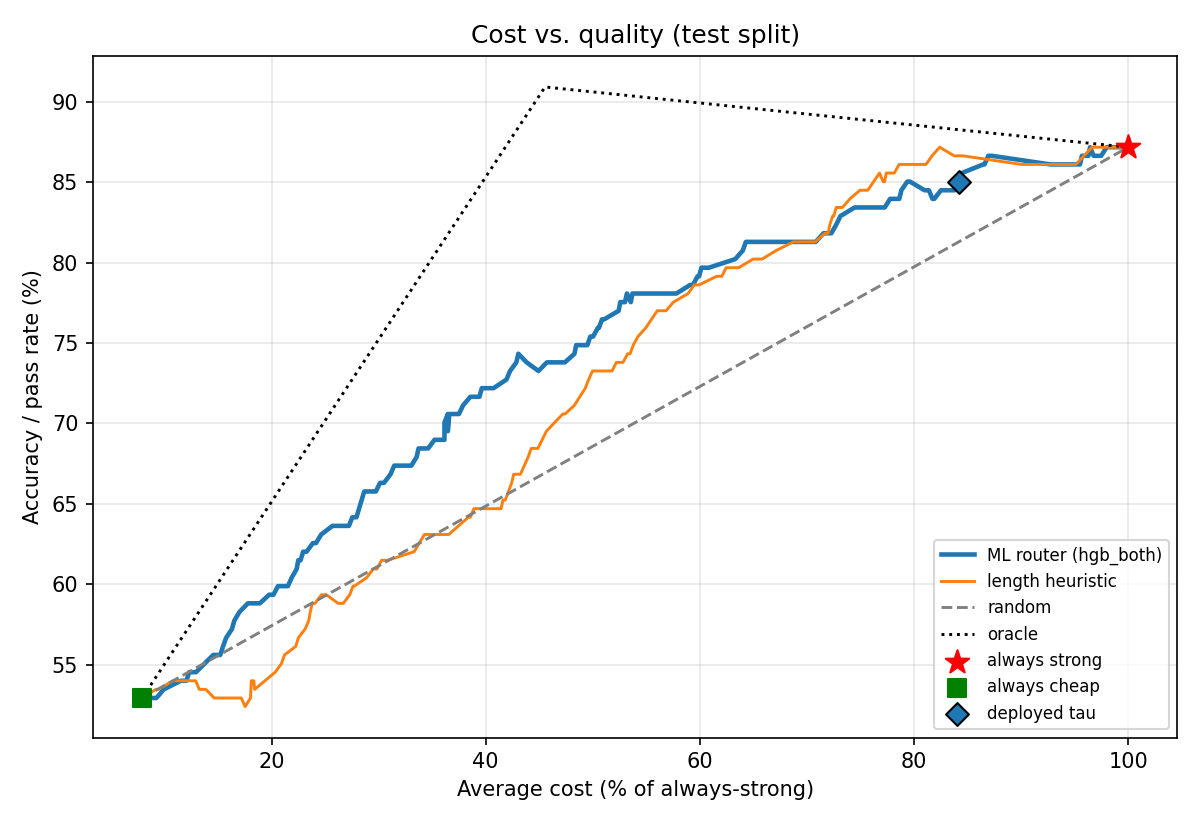 Cost vs. quality (test split)
Accuracy / pass rate (%)
90
85
80
75
70
65
60
55
20
40
60
80
100
Average cost (% of always-strong)
ML router (hgb_both)
length heuristic
random
oracle
always strong
always cheap
deployed tau